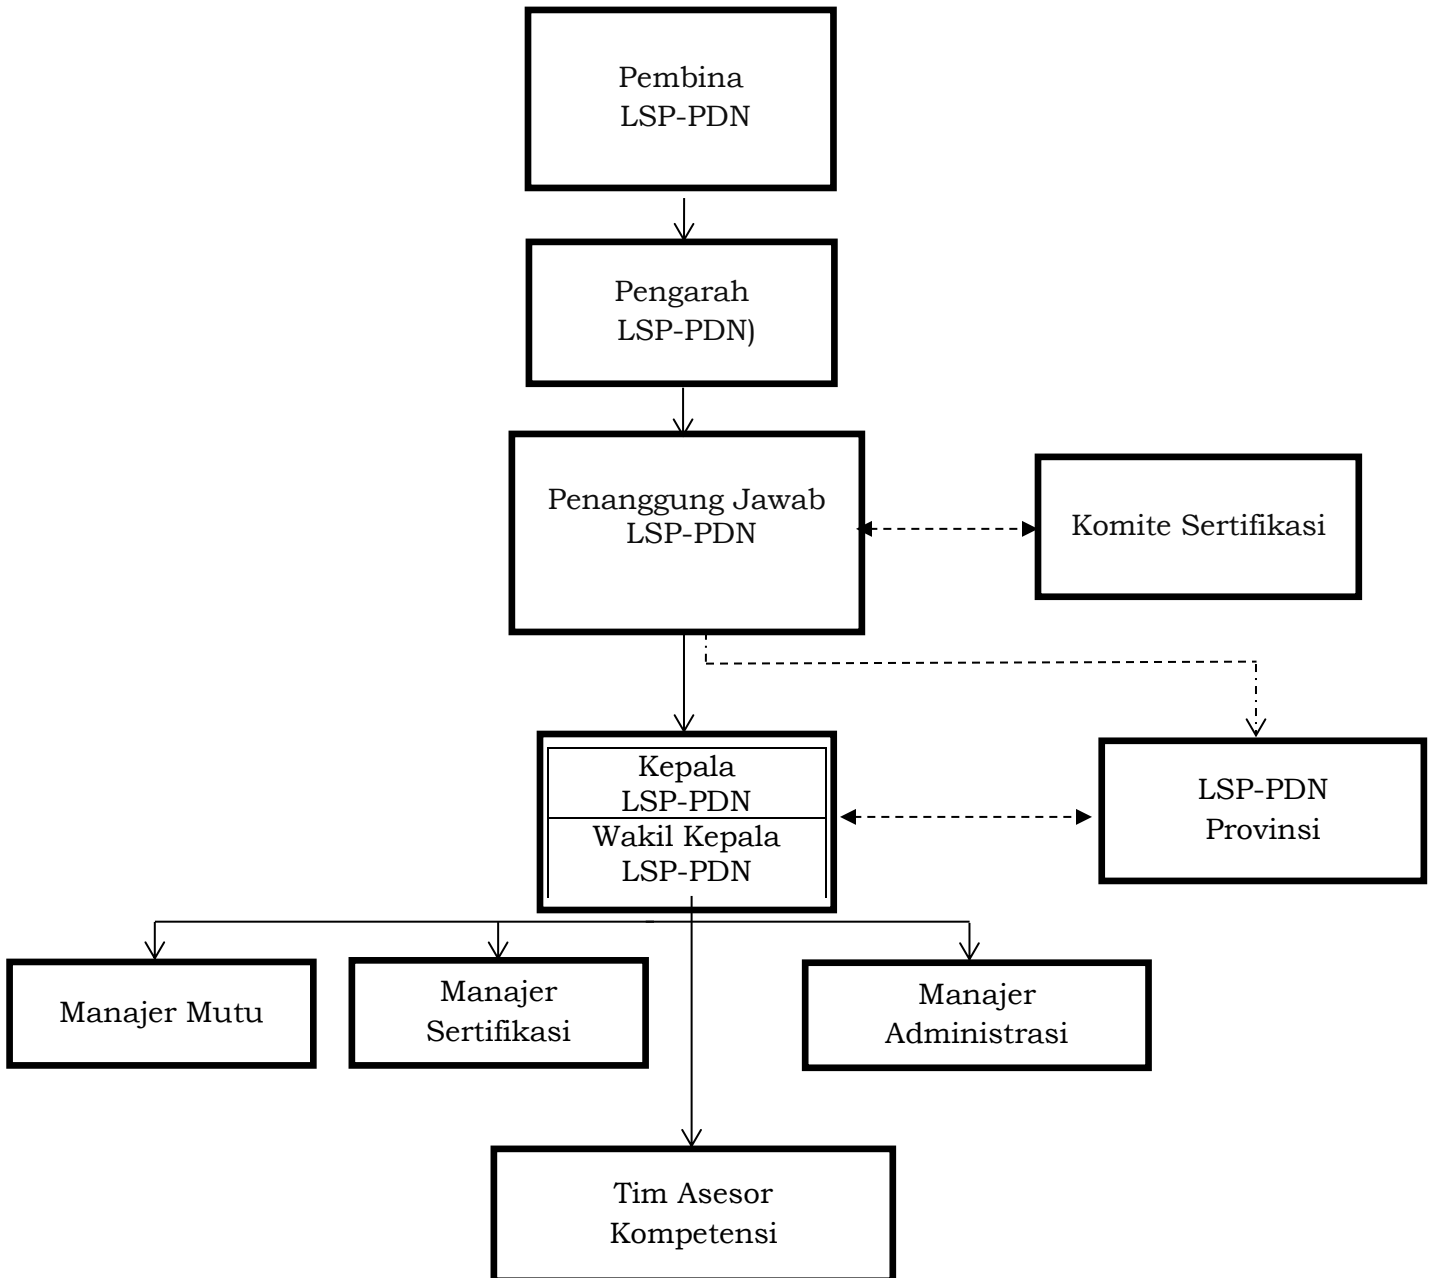 Pembina
LSP-PDN
Pengarah
LSP-PDN)
Penanggung Jawab
LSP-PDN
Komite Sertifikasi
Kepala
LSP-PDN
Wakil Kepala
LSP-PDN
LSP-PDN
Provinsi
Manajer Mutu
Manajer
Sertifikasi
Manajer
Administrasi
Tim Asesor
Kompetensi